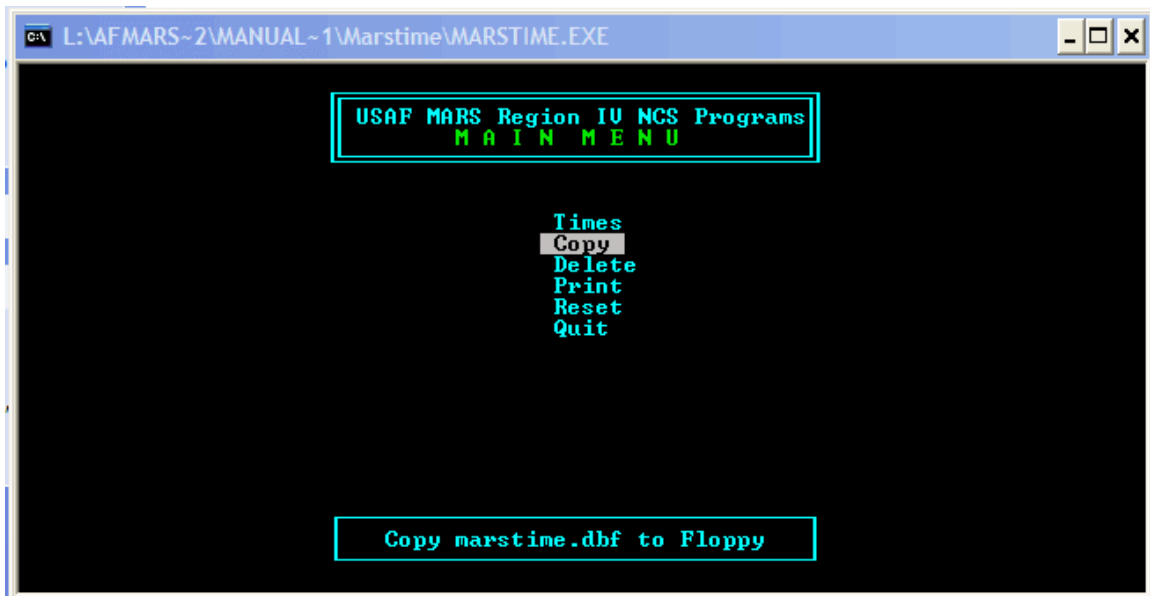 L:\AFMARS~2\MANUAL~1\Marstime\MARSTIME.EXE
USAF MARS Region IV NCS Programs
M A I N M E N U
Times
Copy
Delete
Print
Reset
Quit
Copy marstime.dbf to Floppy